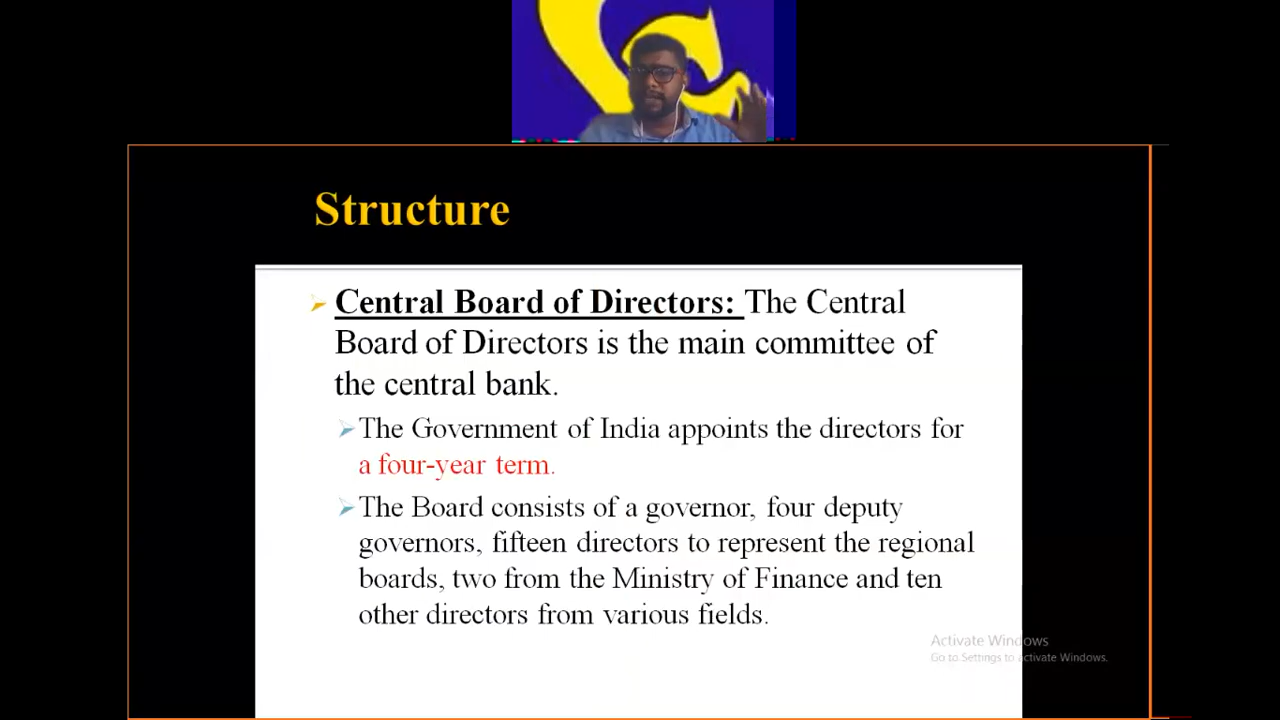 Structure
Central Board of Directors: The Central
Board of Directors is the main committee of
the central bank.
The Government of India appoints the directors for
a four-year term.
The Board consists of a governor, four deputy
governors, fifteen directors to represent the regional
boards, two from the Ministry of Finance and ten
other directors from various fields.
Activate Windows
Go to Settings to activate Windows.